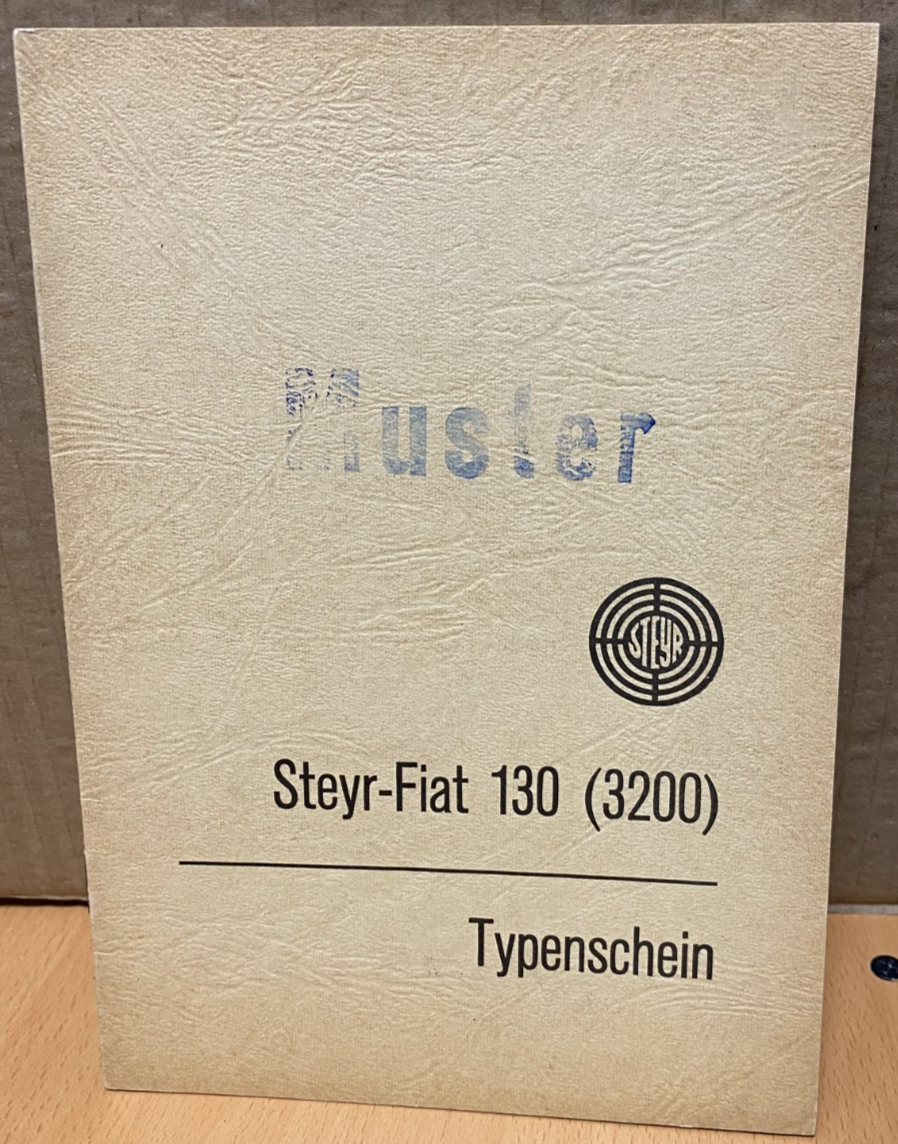 Muster
STEYR
Steyr-Fiat 130 (3200)
Typenschein